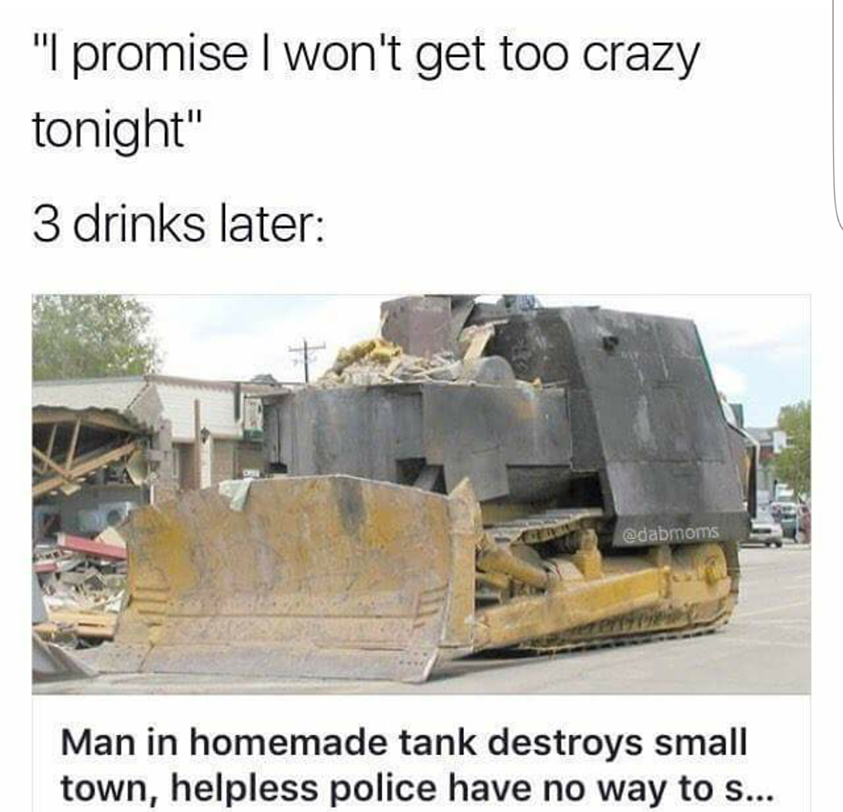 "I promise I won't get too crazy
tonight"
3 drinks later:
@dabmoms
Man in homemade tank destroys small
town, helpless police have no way to s...